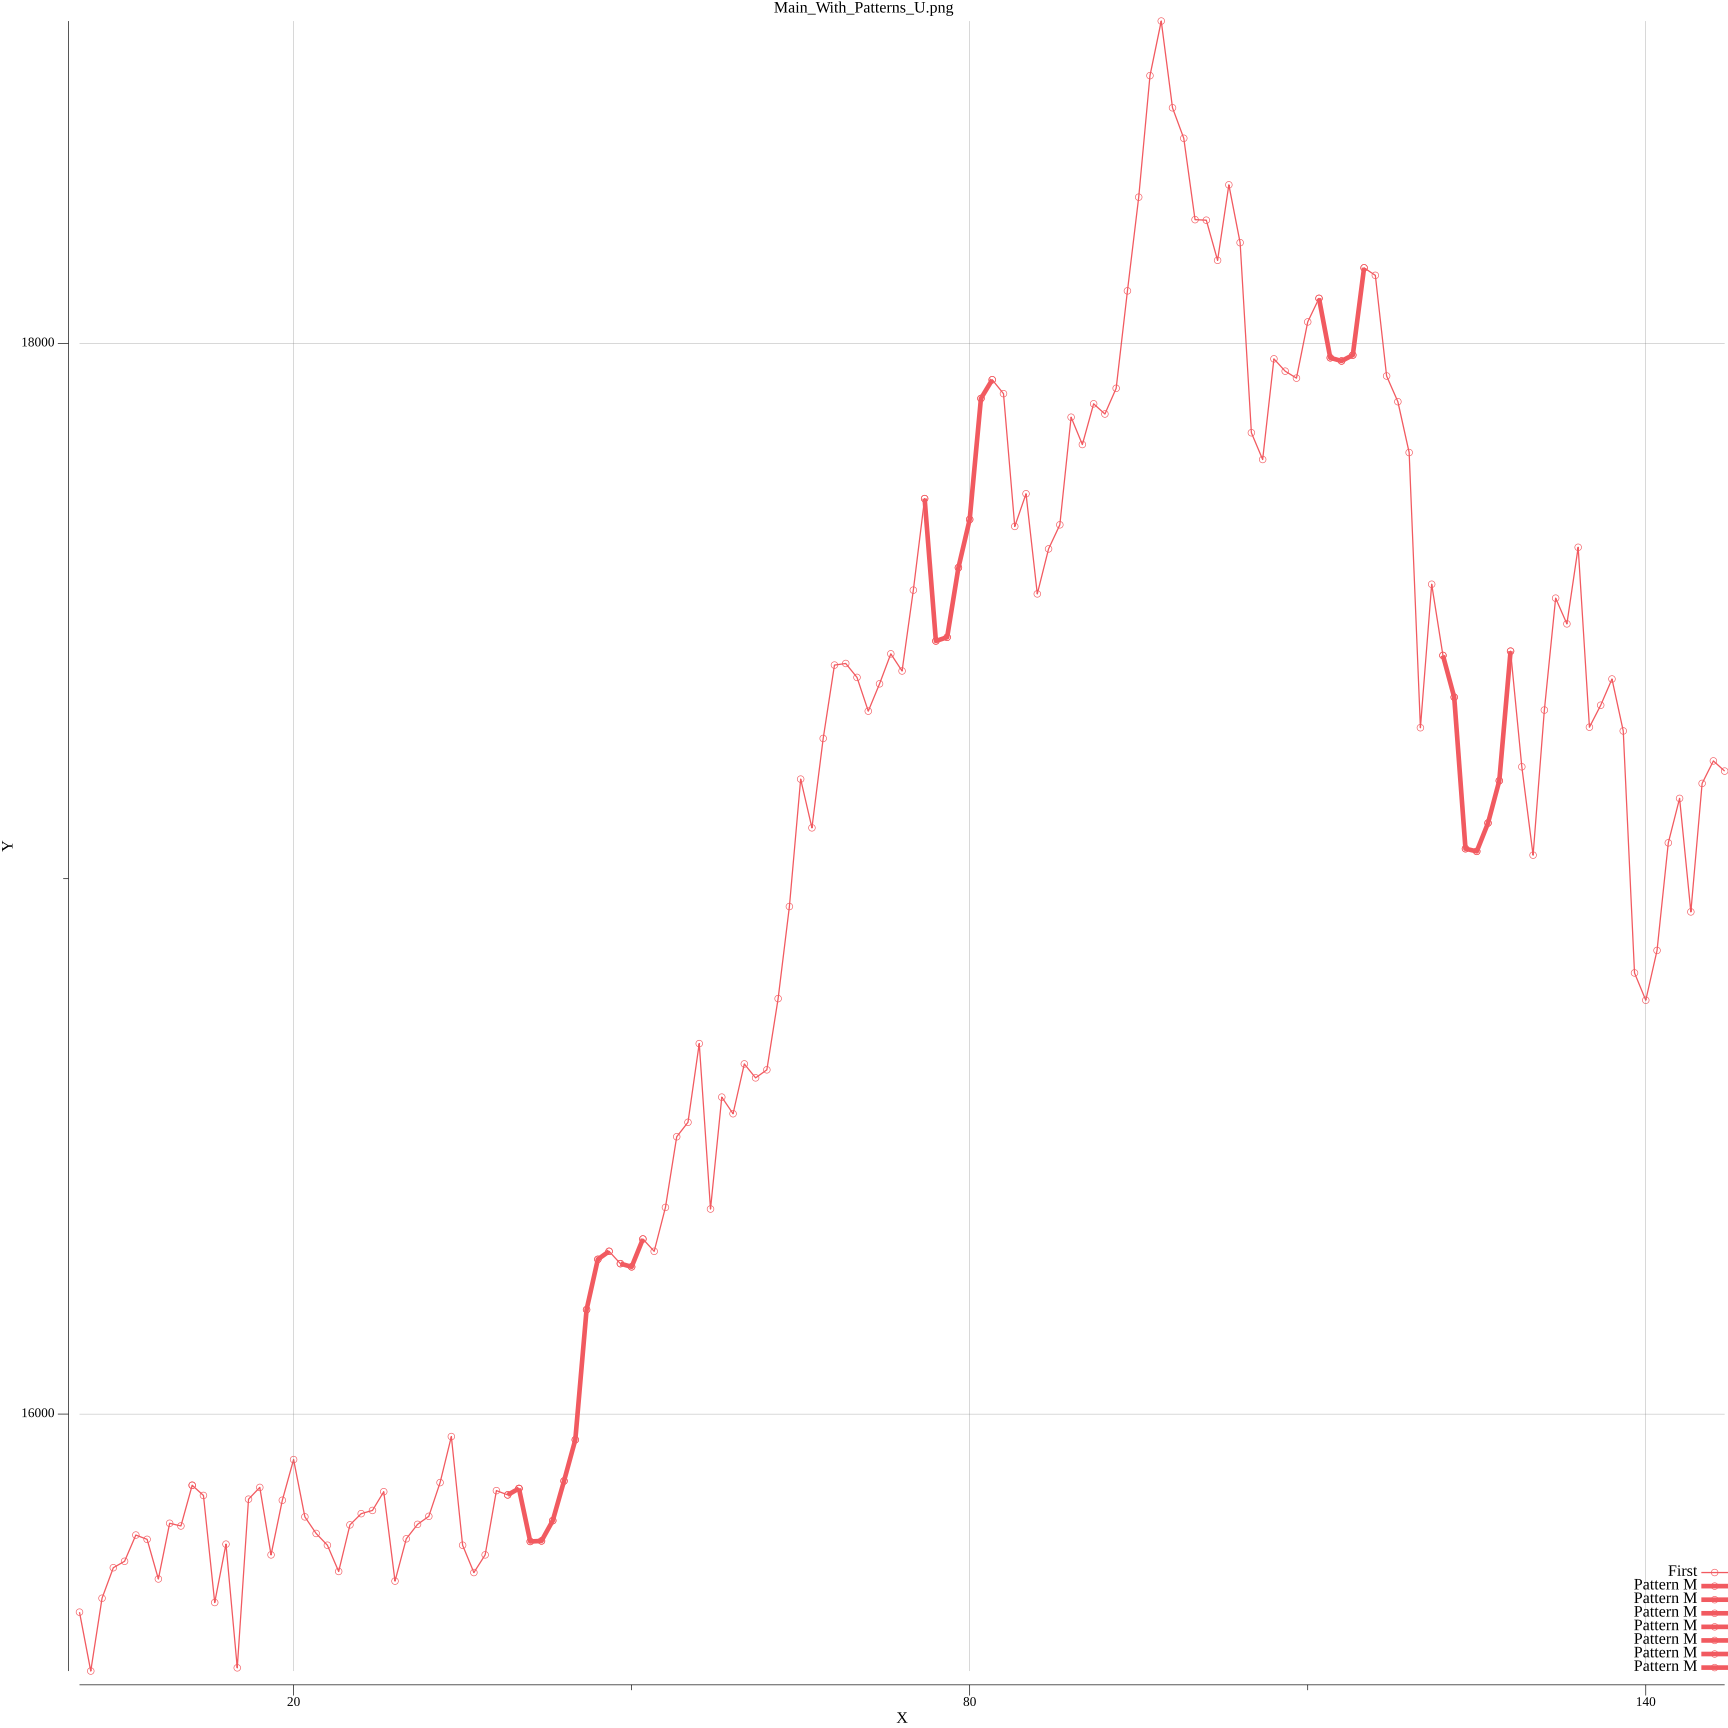 Main_With_Patterns_U.png
18000
Y
16000
First
Pattern M
Pattern M
Pattern M
Pattern M
Pattern M
Pattern M
Pattern M
20
80
140
X